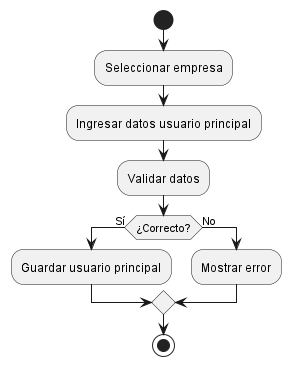 Seleccionar empresa
Ingresar datos usuario principal
Validar datos
¿Correcto?
Sí
No
Guardar usuario principal
Mostrar error